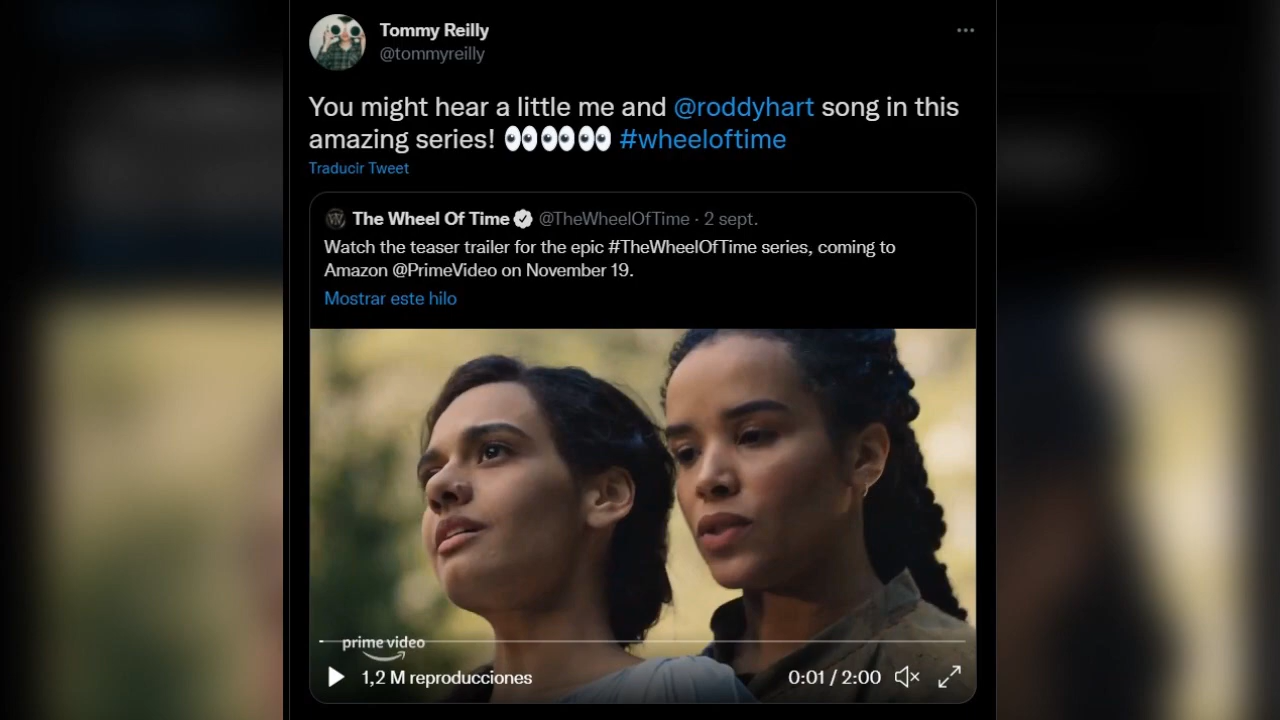 Tommy Reilly
@tommyreilly
You might hear a little me and @roddyhart song in this
amazing series! 👀👀👀 #wheeloftime
Traducir Tweet
The Wheel Of Time @TheWheelOfTime · 2 sept.
Watch the teaser trailer for the epic #TheWheelOfTime series, coming to
Amazon @PrimeVideo on November 19.
Mostrar este hilo
prime video
1,2 M reproducciones 0:01 / 2:00